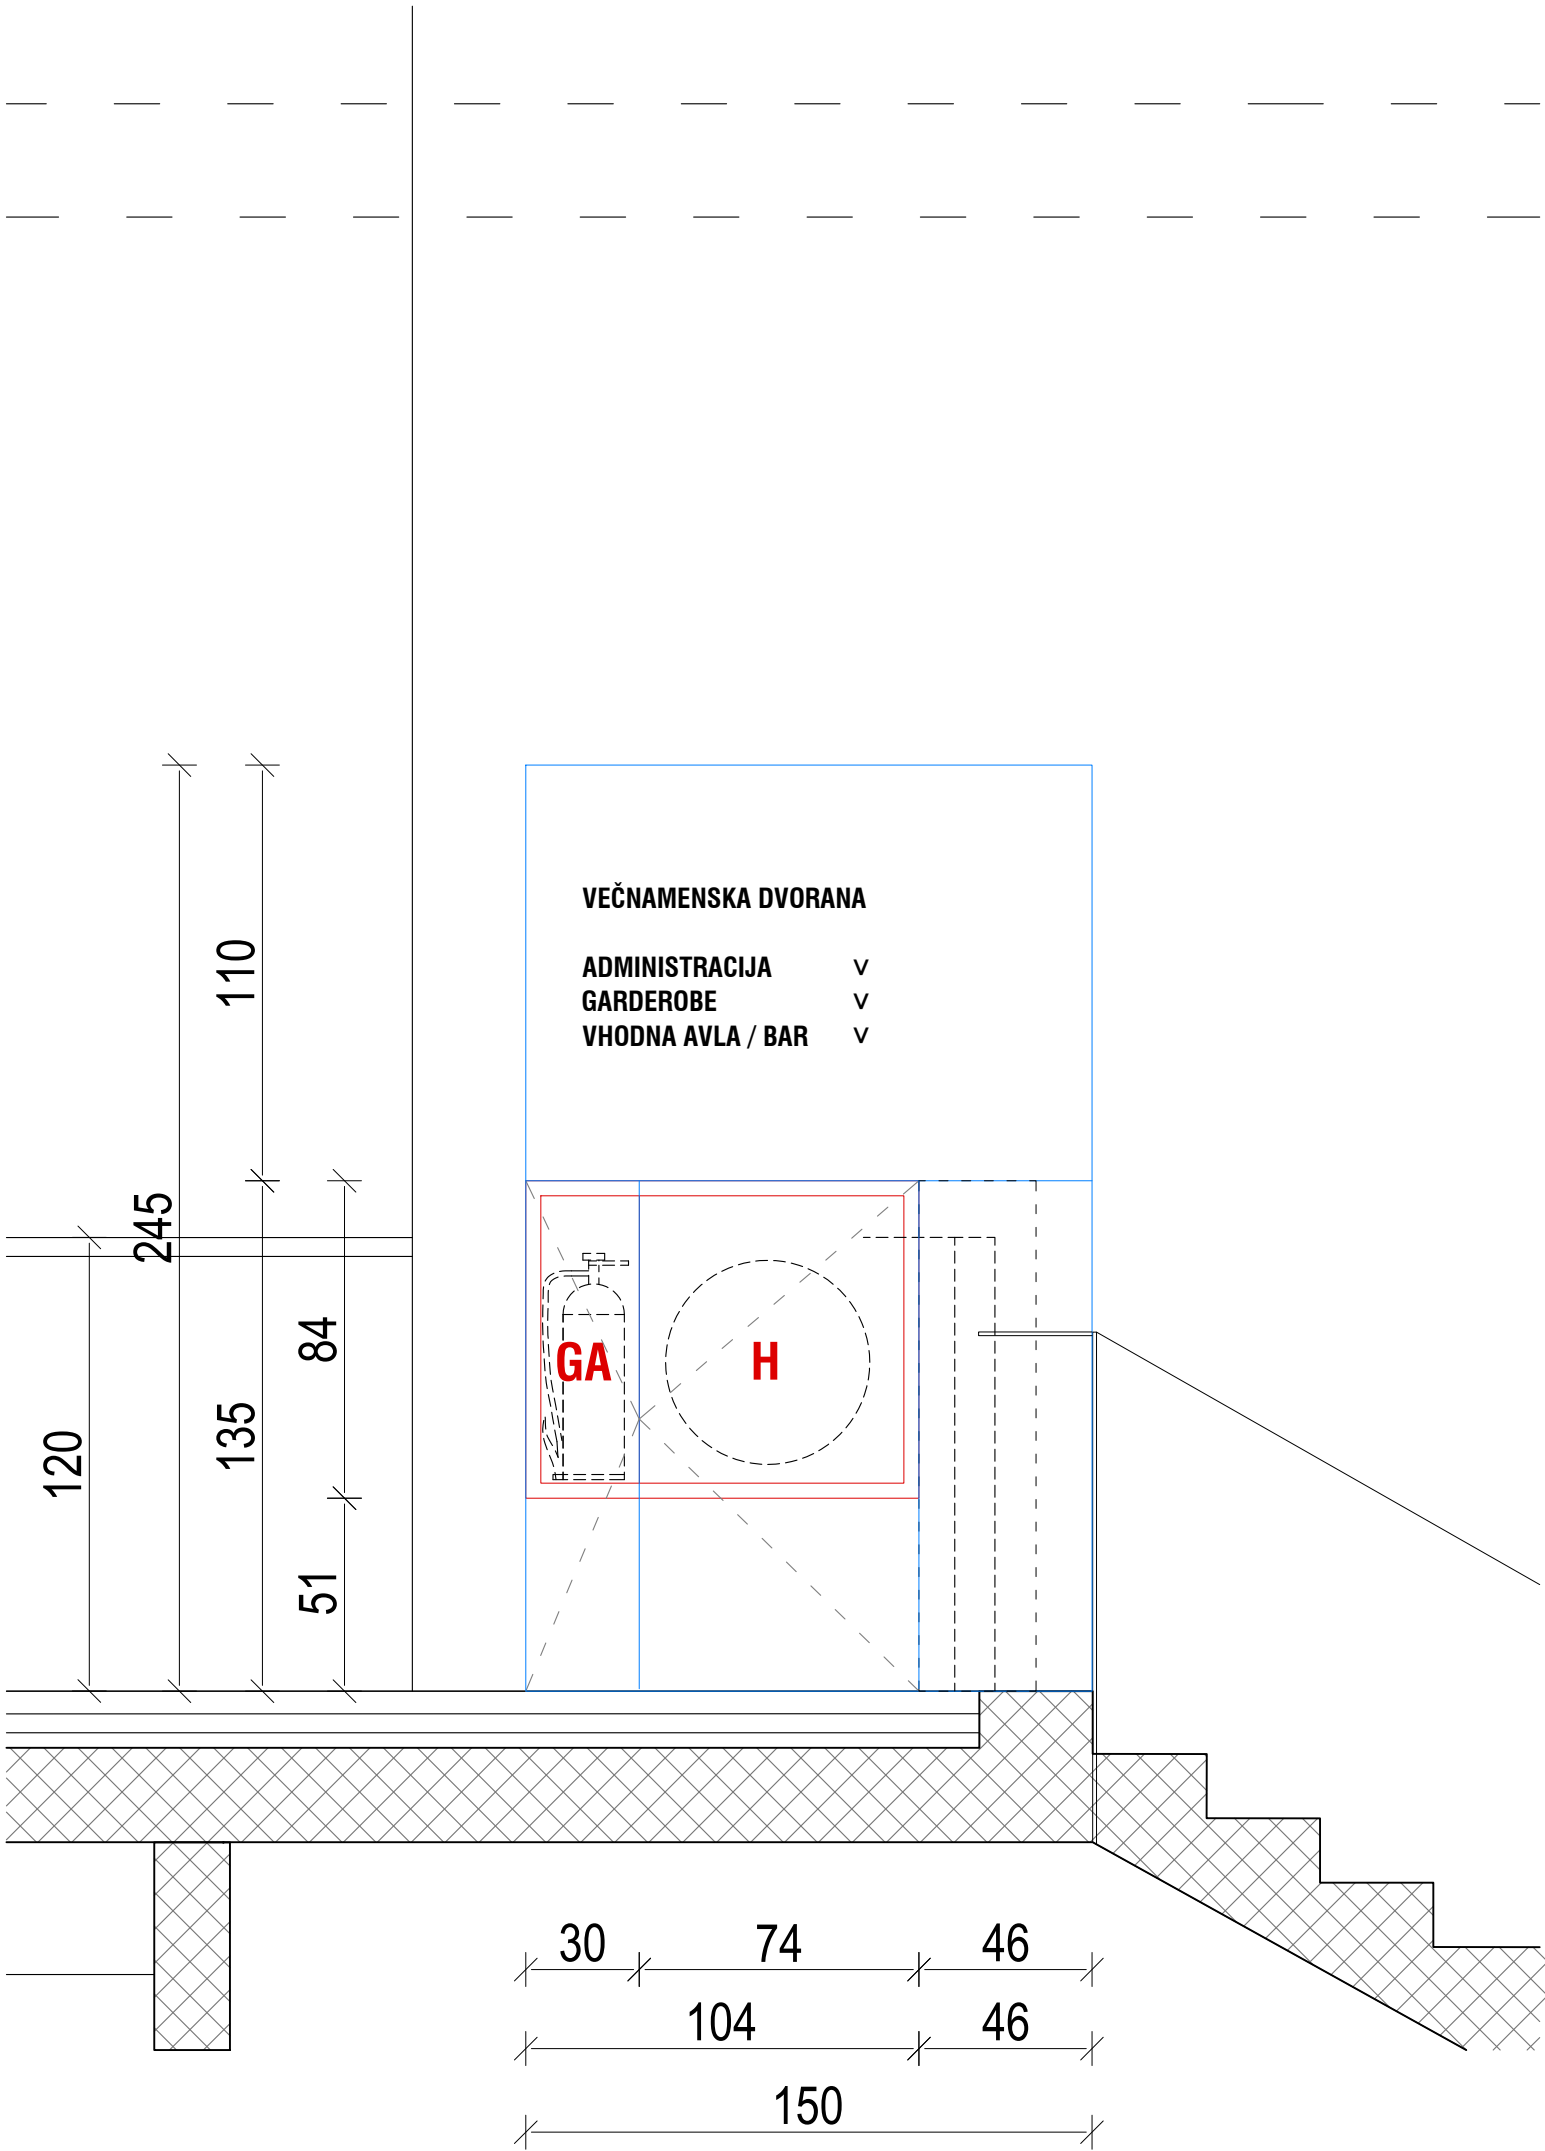 VEČNAMENSKA DVORANA
ADMINISTRACIJA V
GARDEROBE V
VHODNA AVLA / BAR V
110
245
84
135
120
51
GA H
30 74 46
104 46
150